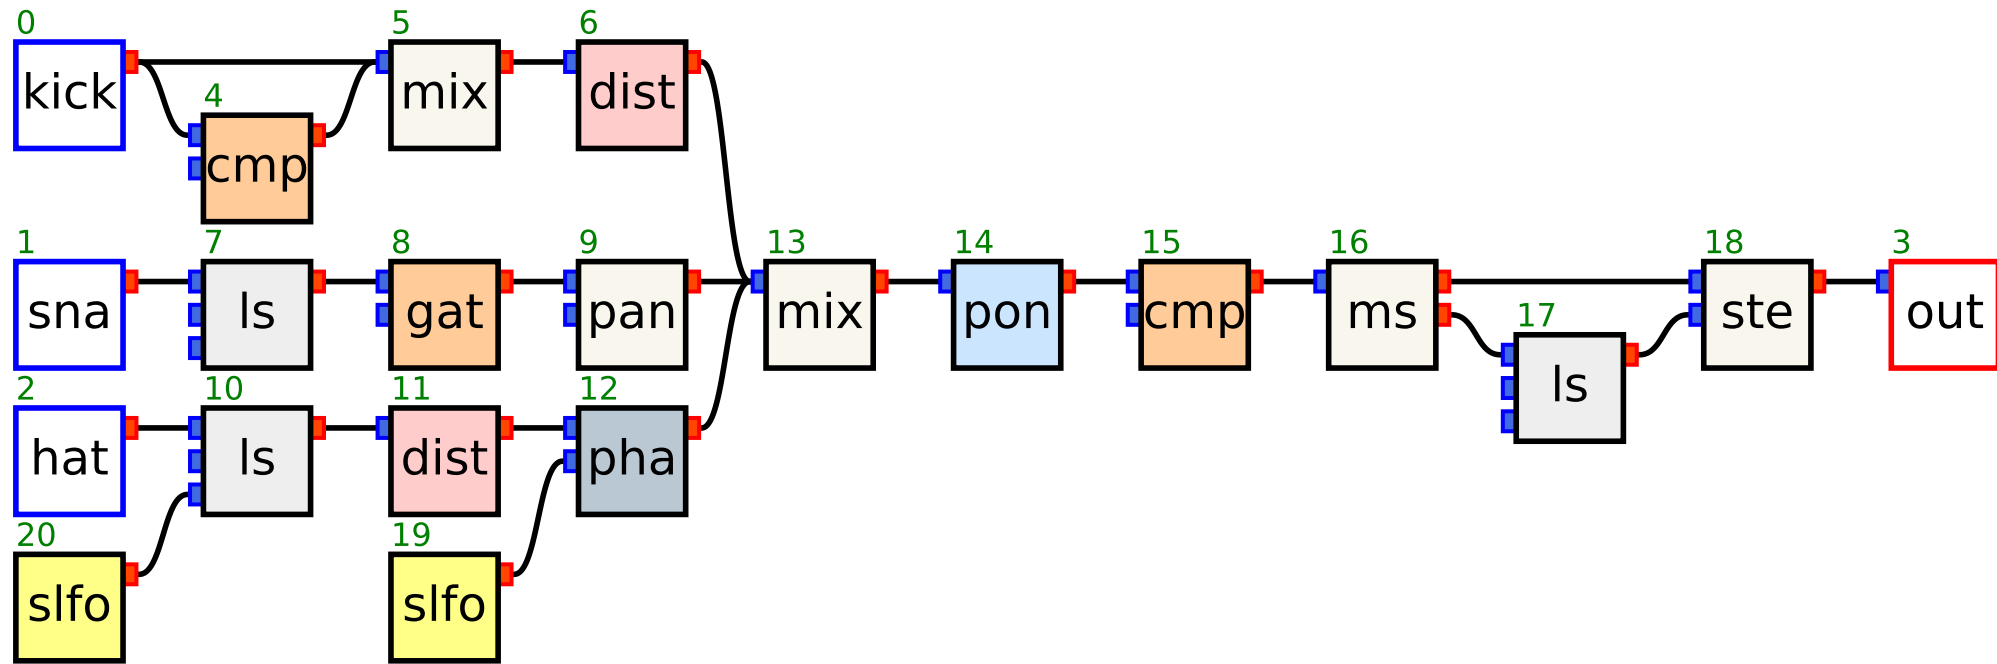 0
kick
4
cmp
5
mix
6
dist
1
sna
7
ls
8
gat
9
pan
13
mix
14
pon
15
cmp
16
ms
17
ls
18
ste
3
out
2
hat
10
ls
11
dist
12
pha
20
slfo
19
slfo